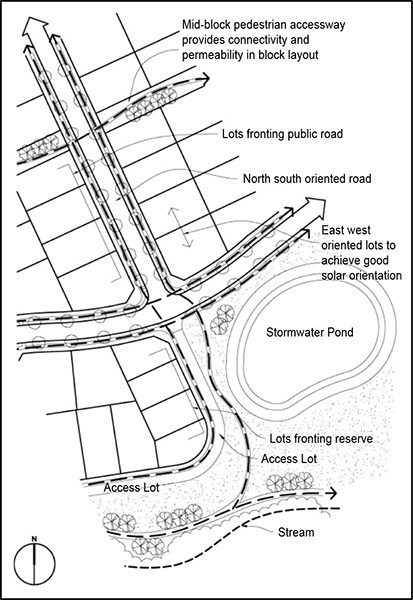 Mid-block pedestrian accessway
provides connectivity and
permeability in block layout
Lots fronting public road
North south oriented road
East west
oriented lots to
achieve good
solar orientation
Stormwater Pond
Lots fronting reserve
Access Lot
Access Lot
Stream
N